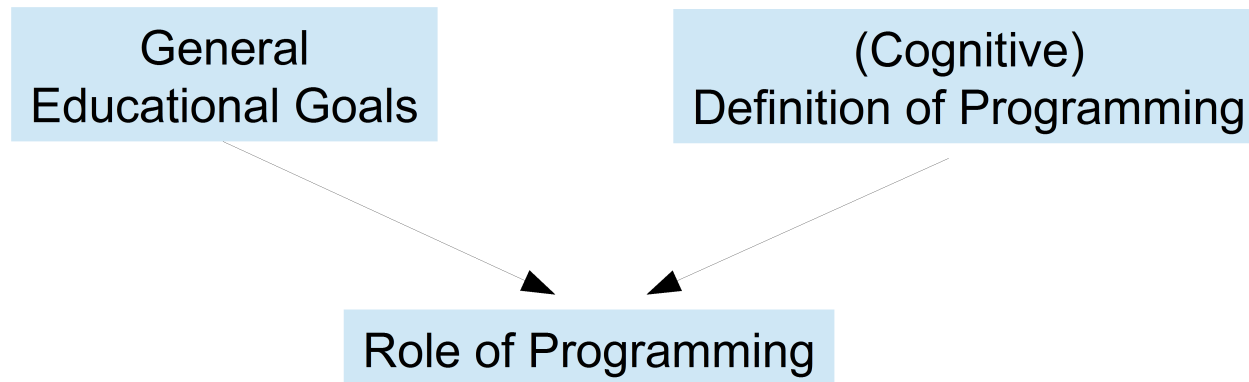 General
Educational Goals
(Cognitive)
Definition of Programming
Role of Programming